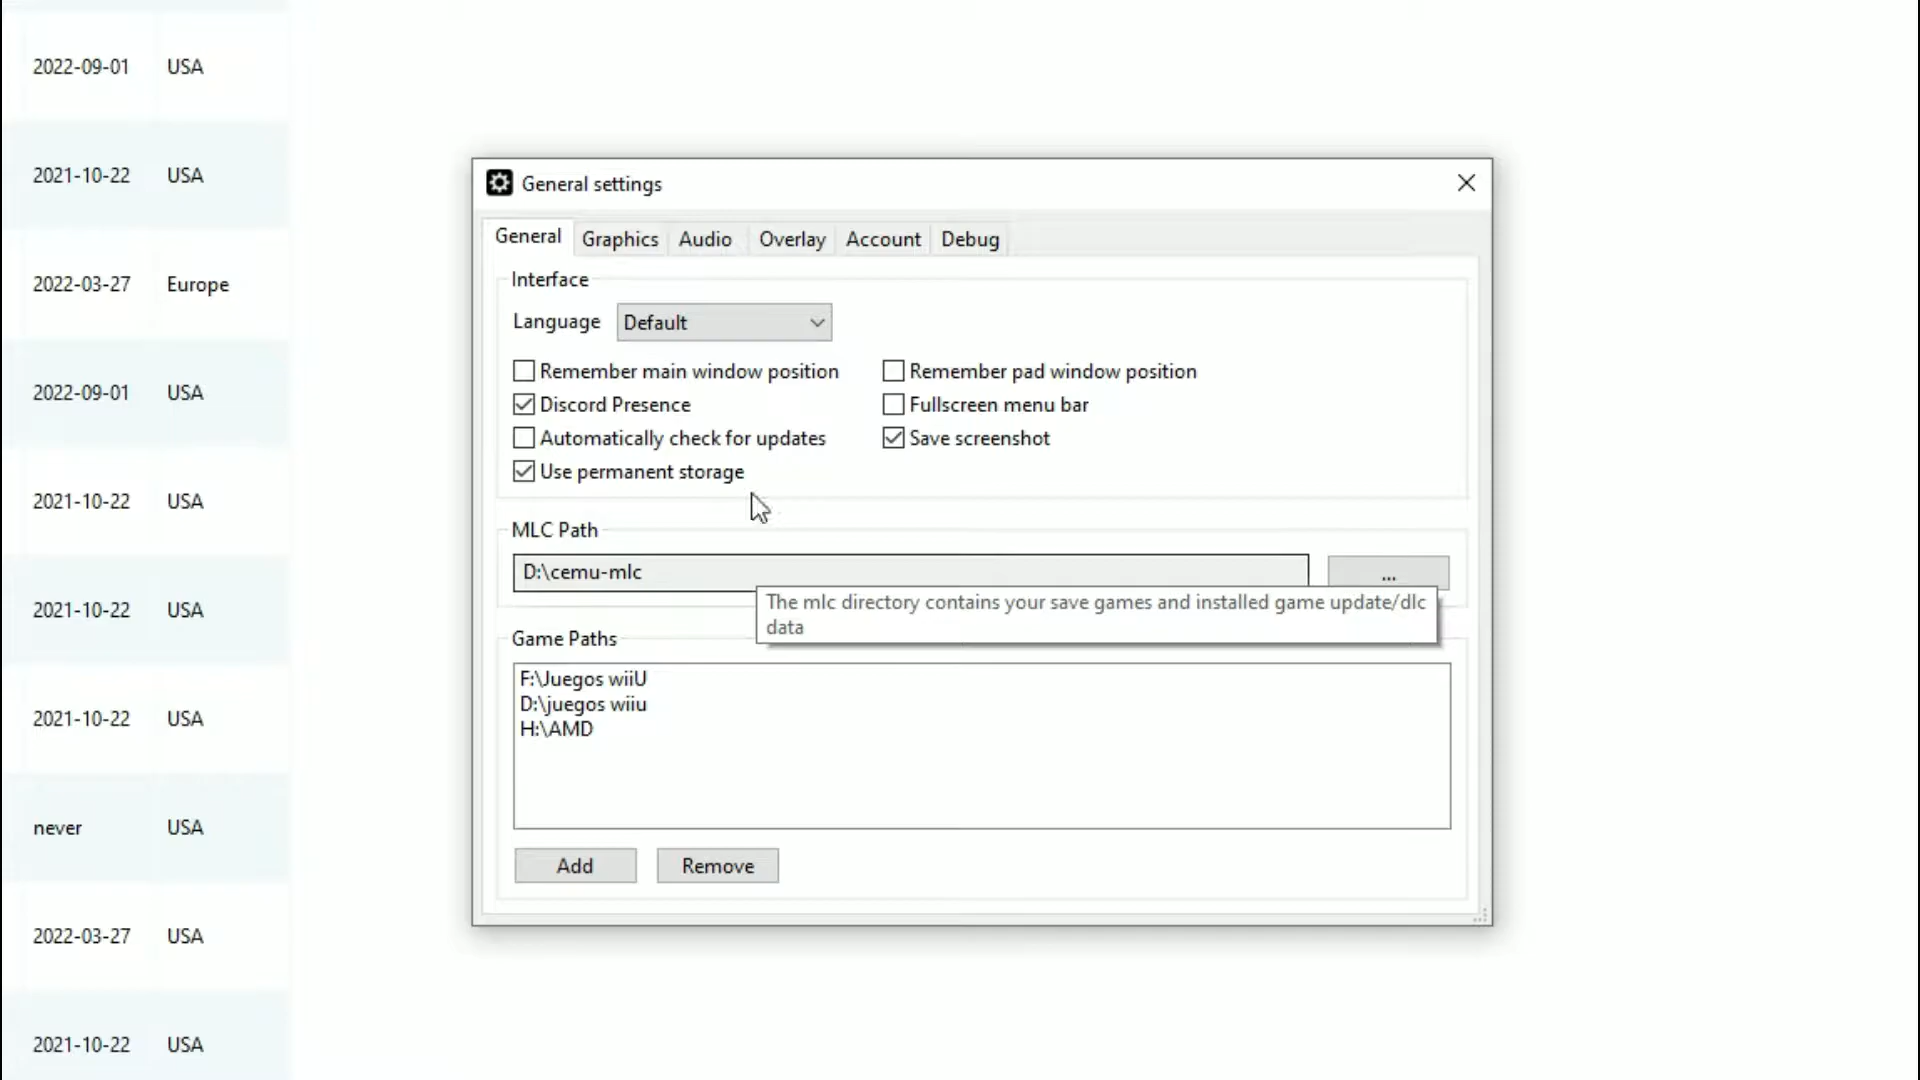 2022-09-01 USA
2021-10-22 USA
2022-03-27 Europe
2022-09-01 USA
2021-10-22 USA
2021-10-22 USA
2021-10-22 USA
never USA
2022-03-27 USA
2021-10-22 USA
General settings
General Graphics Audio Overlay Account Debug
Interface
Language Default
Remember main window position Remember pad window position
Discord Presence Fullscreen menu bar
Automatically check for updates Save screenshot
Use permanent storage
MLC Path
D:\cemu-mlc ...
The mlc directory contains your save games and installed game update/dlc
data
Game Paths
F:\Juegos wiiU
D:\juegos wiiu
H:\AMD
Add Remove